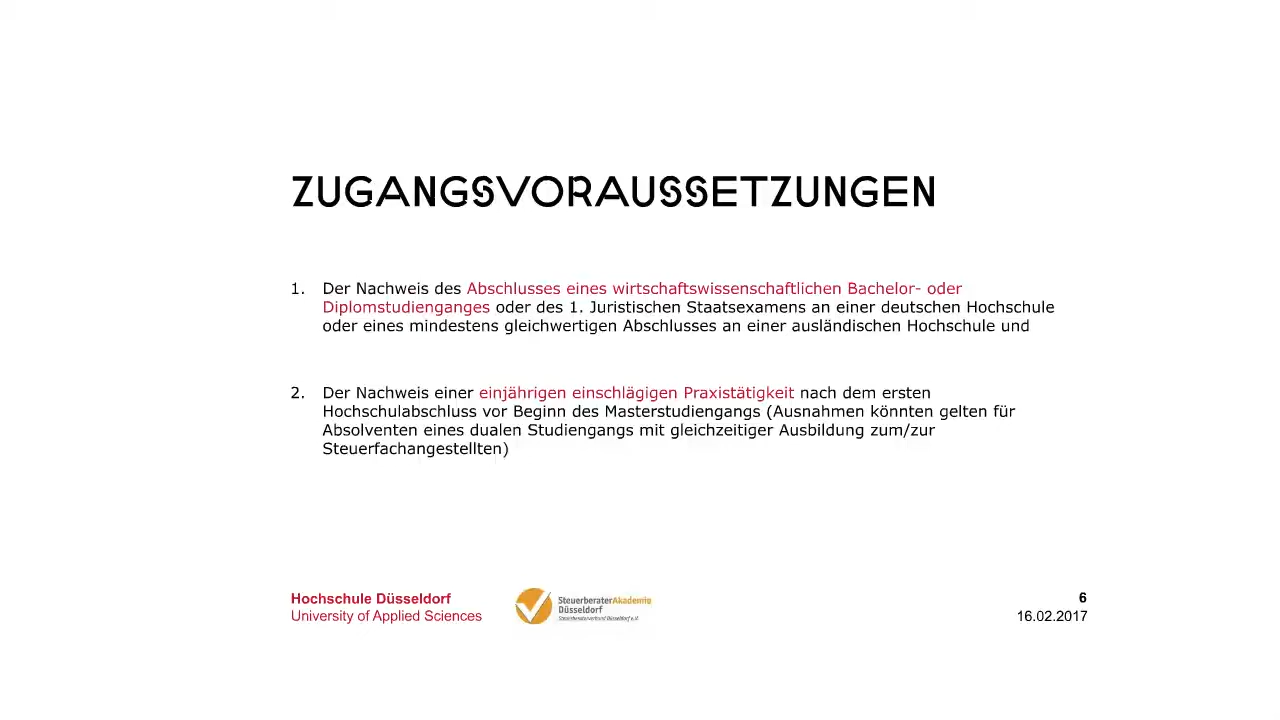 ZUGANGSVORAUSSETZUNGEN
1. Der Nachweis des Abschlusses eines wirtschaftswissenschaftlichen Bachelor- oder
Diplomstudienganges oder des 1. Juristischen Staatsexamens an einer deutschen Hochschule
oder eines mindestens gleichwertigen Abschlusses an einer ausländischen Hochschule und
2. Der Nachweis einer einjährigen einschlägigen Praxistätigkeit nach dem ersten
Hochschulabschluss vor Beginn des Masterstudiengangs (Ausnahmen könnten gelten für
Absolventen eines dualen Studiengangs mit gleichzeitiger Ausbildung zum/zur
Steuerfachangestellten)
Hochschule Düsseldorf
University of Applied Sciences
SteuerberaterAkademie
Düsseldorf
Steuerberaterverband Düsseldorf e.V.
6
16.02.2017